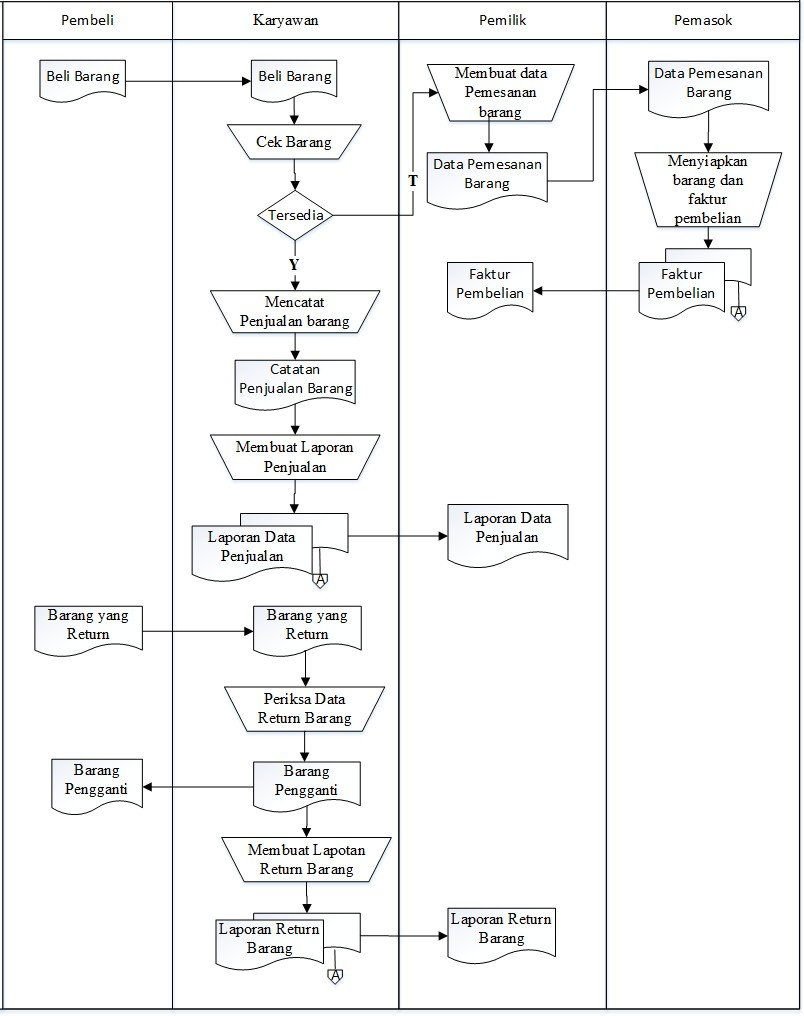 Pembeli
Karyawan
Pemilik
Pemasok
Beli Barang
Beli Barang
Cek Barang
Tersedia
T
Y
Membuat data
Pemesanan
barang
Data Pemesanan
Barang
Data Pemesanan
Barang
Menyiapkan
barang dan
faktur
pembelian
Faktur
Pembelian
A
Faktur
Pembelian
Mencatat
Penjualan barang
Catatan
Penjualan Barang
Membuat Laporan
Penjualan
Laporan Data
Penjualan
A
Laporan Data
Penjualan
Barang yang
Return
Barang yang
Return
Periksa Data
Return Barang
Barang
Pengganti
Barang
Pengganti
Membuat Lapotan
Return Barang
Laporan Return
Barang
A
Laporan Return
Barang